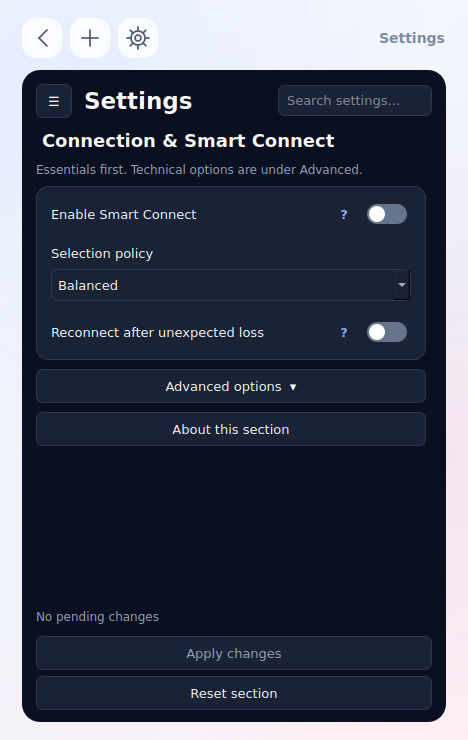 Settings
☰ Settings
Search settings...
Connection & Smart Connect
Essentials first. Technical options are under Advanced.
Enable Smart Connect ?
Selection policy
Balanced
Reconnect after unexpected loss ?
Advanced options ▾
About this section
No pending changes
Apply changes
Reset section